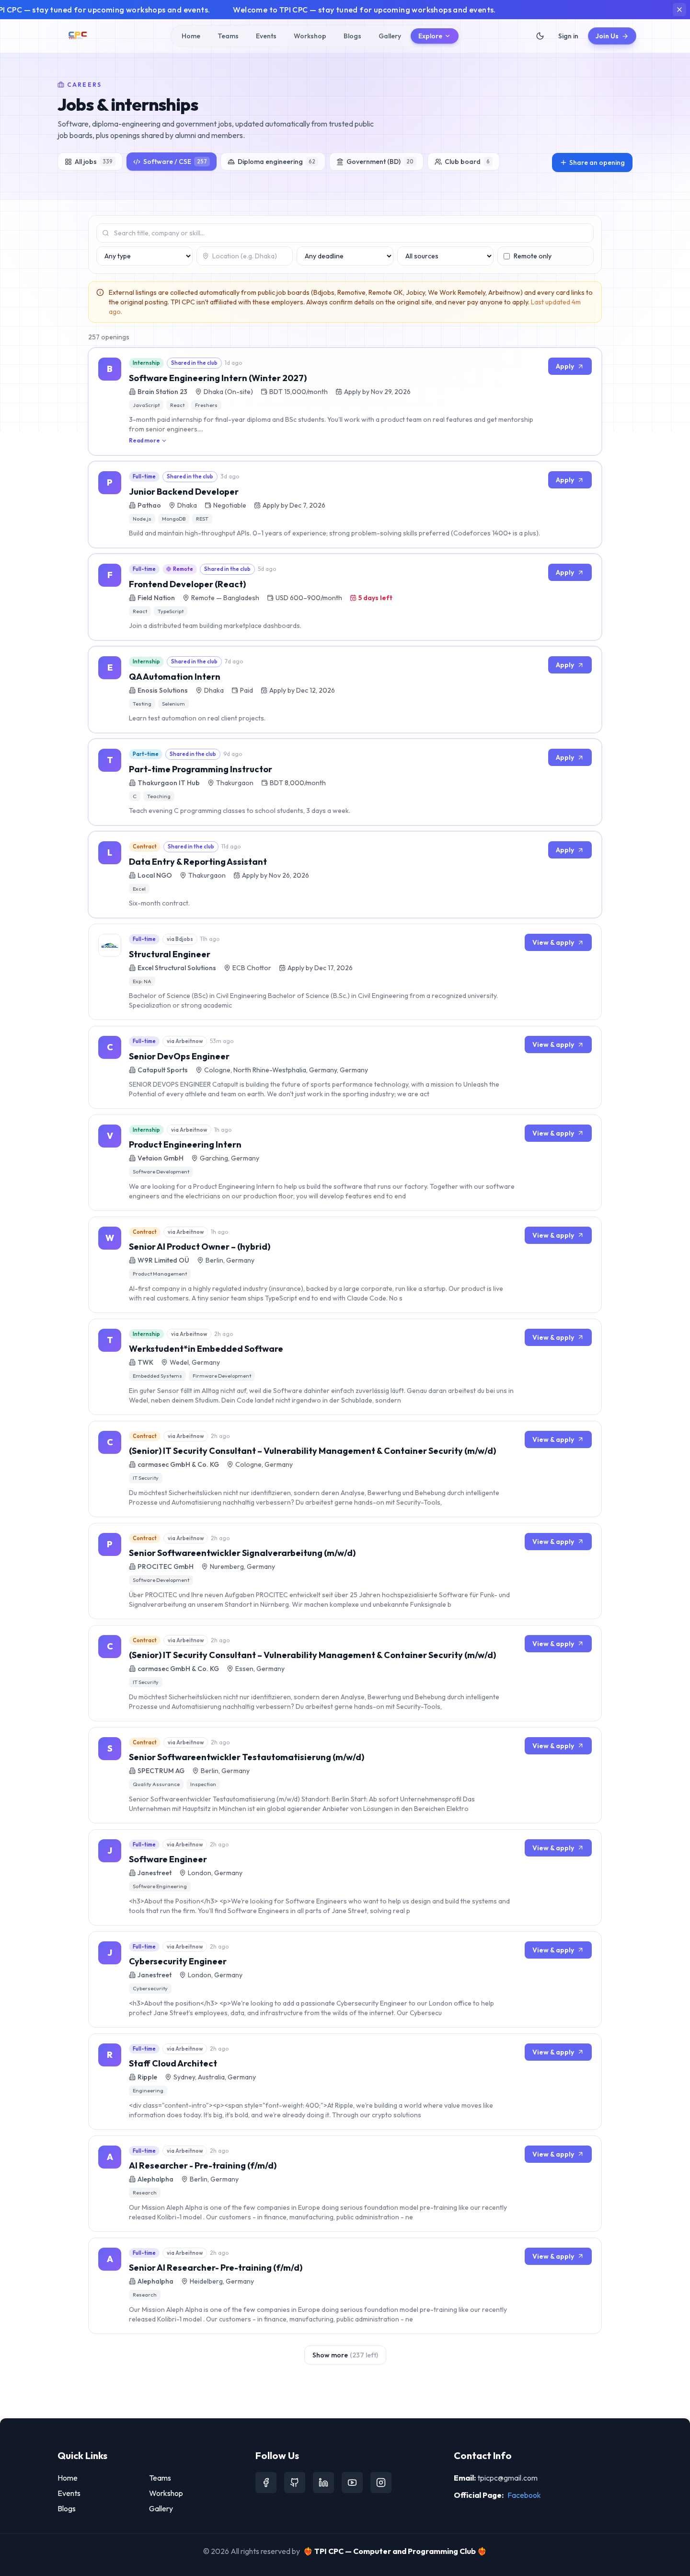 PI CPC — stay tuned for upcoming workshops and events. Welcome to TPI CPC — stay tuned for upcoming workshops and events.
CPC Home Teams Events Workshop Blogs Gallery Explore Sign in Join Us
CAREERS
Jobs & internships
Software, diploma-engineering and government jobs, updated automatically from trusted public
job boards, plus openings shared by alumni and members.
All jobs 339 Software / CSE 257 Diploma engineering 62 Government (BD) 20 Club board 6 Share an opening
Search title, company or skill...
Any type Location (e.g. Dhaka) Any deadline All sources Remote only
External listings are collected automatically from public job boards (Bdjobs, Remotive, Remote OK, Jobicy, We Work Remotely, Arbeitnow) and every card links to
the original posting. TPI CPC isn't affiliated with these employers. Always confirm details on the original site, and never pay anyone to apply. Last updated 4m
ago.
257 openings
B Internship Shared in the club 1d ago Apply
Software Engineering Intern (Winter 2027)
Brain Station 23 Dhaka (On-site) BDT 15,000/month Apply by Nov 29, 2026
JavaScript React Freshers
3-month paid internship for final-year diploma and BSc students. You'll work with a product team on real features and get mentorship
from senior engineers....
Read more
P Full-time Shared in the club 3d ago Apply
Junior Backend Developer
Pathao Dhaka Negotiable Apply by Dec 7, 2026
Node.js MongoDB REST
Build and maintain high-throughput APIs. 0–1 years of experience; strong problem-solving skills preferred (Codeforces 1400+ is a plus).
F Full-time Remote Shared in the club 5d ago Apply
Frontend Developer (React)
Field Nation Remote — Bangladesh USD 600–900/month 5 days left
React TypeScript
Join a distributed team building marketplace dashboards.
E Internship Shared in the club 7d ago Apply
QA Automation Intern
Enosis Solutions Dhaka Paid Apply by Dec 12, 2026
Testing Selenium
Learn test automation on real client projects.
T Part-time Shared in the club 9d ago Apply
Part-time Programming Instructor
Thakurgaon IT Hub Thakurgaon BDT 8,000/month
C Teaching
Teach evening C programming classes to school students, 3 days a week.
L Contract Shared in the club 11d ago Apply
Data Entry & Reporting Assistant
Local NGO Thakurgaon Apply by Nov 26, 2026
Excel
Six-month contract.
Full-time via Bdjobs 11h ago View & apply
Structural Engineer
Excel Structural Solutions ECB Chottor Apply by Dec 17, 2026
Exp: NA
Bachelor of Science (BSc) in Civil Engineering Bachelor of Science (B.Sc.) in Civil Engineering from a recognized university.
Specialization or strong academic
C Full-time via Arbeitnow 53m ago View & apply
Senior DevOps Engineer
Catapult Sports Cologne, North Rhine-Westphalia, Germany, Germany
SENIOR DEVOPS ENGINEER Catapult is building the future of sports performance technology, with a mission to Unleash the
Potential of every athlete and team on earth. We don't just work in the sporting industry; we are act
V Internship via Arbeitnow 1h ago View & apply
Product Engineering Intern
Vetaion GmbH Garching, Germany
Software Development
We are looking for a Product Engineering Intern to help us build the software that runs our factory. Together with our software
engineers and the electricians on our production floor, you will develop features end to end
W Contract via Arbeitnow 1h ago View & apply
Senior AI Product Owner – (hybrid)
W9R Limited OÜ Berlin, Germany
Product Management
AI-first company in a highly regulated industry (insurance), backed by a large corporate, run like a startup. Our product is live
with real customers. A tiny senior team ships TypeScript end to end with Claude Code. No s
T Internship via Arbeitnow 2h ago View & apply
Werkstudent*in Embedded Software
TWK Wedel, Germany
Embedded Systems Firmware Development
Ein guter Sensor fällt im Alltag nicht auf, weil die Software dahinter einfach zuverlässig läuft. Genau daran arbeitest du bei uns in
Wedel, neben deinem Studium. Dein Code landet nicht irgendwo in der Schublade, sondern
C Contract via Arbeitnow 2h ago View & apply
(Senior) IT Security Consultant – Vulnerability Management & Container Security (m/w/d)
carmasec GmbH & Co. KG Cologne, Germany
IT Security
Du möchtest Sicherheitslücken nicht nur identifizieren, sondern deren Analyse, Bewertung und Behebung durch intelligente
Prozesse und Automatisierung nachhaltig verbessern? Du arbeitest gerne hands-on mit Security-Tools,
P Contract via Arbeitnow 2h ago View & apply
Senior Softwareentwickler Signalverarbeitung (m/w/d)
PROCITEC GmbH Nuremberg, Germany
Software Development
Über PROCITEC und Ihre neuen Aufgaben PROCITEC entwickelt seit über 25 Jahren hochspezialisierte Software für Funk- und
Signalverarbeitung an unserem Standort in Nürnberg. Wir machen komplexe und unbekannte Funksignale b
C Contract via Arbeitnow 2h ago View & apply
(Senior) IT Security Consultant – Vulnerability Management & Container Security (m/w/d)
carmasec GmbH & Co. KG Essen, Germany
IT Security
Du möchtest Sicherheitslücken nicht nur identifizieren, sondern deren Analyse, Bewertung und Behebung durch intelligente
Prozesse und Automatisierung nachhaltig verbessern? Du arbeitest gerne hands-on mit Security-Tools,
S Contract via Arbeitnow 2h ago View & apply
Senior Softwareentwickler Testautomatisierung (m/w/d)
SPECTRUM AG Berlin, Germany
Quality Assurance Inspection
Senior Softwareentwickler Testautomatisierung (m/w/d) Standort: Berlin Start: Ab sofort Unternehmensprofil Das
Unternehmen mit Hauptsitz in München ist ein global agierender Anbieter von Lösungen in den Bereichen Elektro
J Full-time via Arbeitnow 2h ago View & apply
Software Engineer
Janestreet London, Germany
Software Engineering
<h3>About the Position</h3> <p>We're looking for Software Engineers who want to help us design and build the systems and
tools that run the firm. You'll find Software Engineers in all parts of Jane Street, solving real p
J Full-time via Arbeitnow 2h ago View & apply
Cybersecurity Engineer
Janestreet London, Germany
Cybersecurity
<h3>About the position</h3> <p>We're looking to add a passionate Cybersecurity Engineer to our London office to help
protect Jane Street's employees, data, and infrastructure from the wilds of the internet. Our Cybersecu
R Full-time via Arbeitnow 2h ago View & apply
Staff Cloud Architect
Ripple Sydney, Australia, Germany
Engineering
<div class="content-intro"><p><span style="font-weight: 400;">At Ripple, we're building a world where value moves like
information does today. It's big, it's bold, and we're already doing it. Through our crypto solutions
A Full-time via Arbeitnow 2h ago View & apply
AI Researcher - Pre-training (f/m/d)
Alephalpha Berlin, Germany
Research
Our Mission Aleph Alpha is one of the few companies in Europe doing serious foundation model pre-training like our recently
released Kolibri-1 model . Our customers - in finance, manufacturing, public administration - ne
A Full-time via Arbeitnow 2h ago View & apply
Senior AI Researcher- Pre-training (f/m/d)
Alephalpha Heidelberg, Germany
Research
Our Mission Aleph Alpha is one of the few companies in Europe doing serious foundation model pre-training like our recently
released Kolibri-1 model . Our customers - in finance, manufacturing, public administration - ne
Show more (237 left)
Quick Links Follow Us Contact Info
Home Teams Email: tpicpc@gmail.com
Events Workshop Official Page: Facebook
Blogs Gallery
© 2026 All rights reserved by TPI CPC — Computer and Programming Club